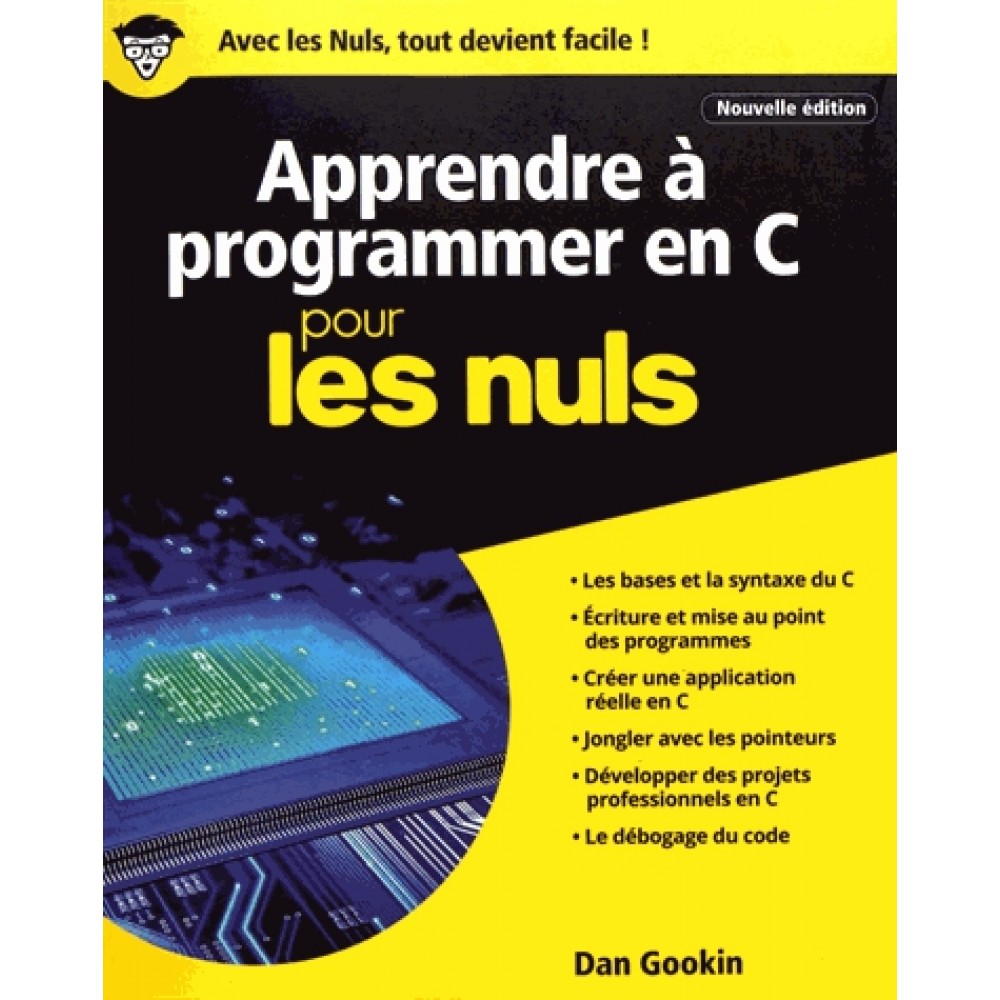 Avec les Nuls, tout devient facile !
Nouvelle édition
Apprendre à
programmer en C
pour
les nuls
• Les bases et la syntaxe du C
• Écriture et mise au point
des programmes
• Créer une application
réelle en C
• Jongler avec les pointeurs
• Développer des projets
professionnels en C
• Le débogage du code
Dan Gookin